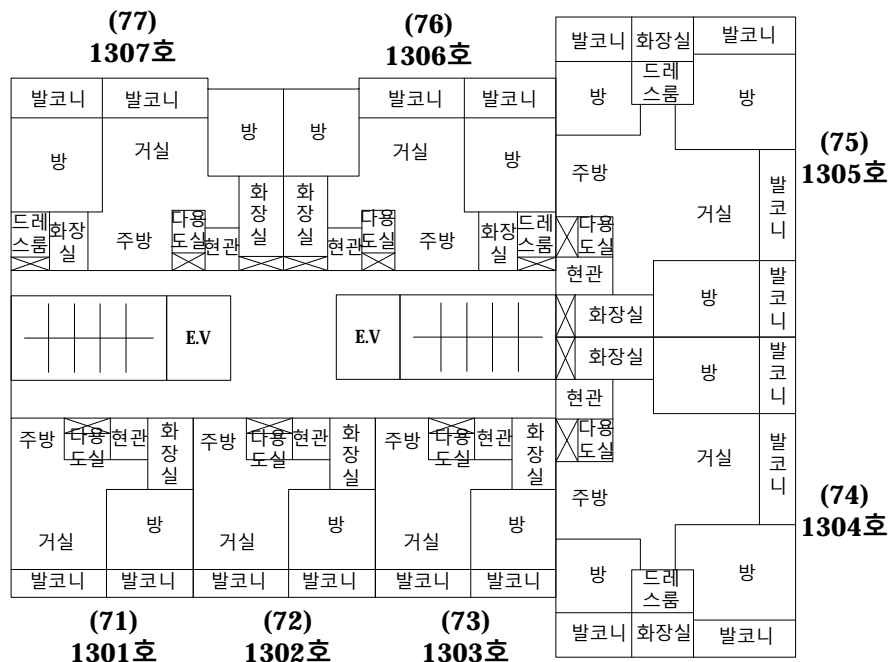 (77)
1307호
(76)
1306호
발코니
화장실
발코니
드레
스룸
방
방
발코니
발코니
발코니
발코니
방
거실
방
방
거실
방
(75)
1305호
주방
거실
발
코
니
드레
스룸
화장
실
주방
다용
도실
현관
화
장
실
화
장
실
현관
다용
도실
주방
화장
실
드레
스룸
다용
도실
현관
방
발
코
니
화장실
E.V
E.V
화장실
방
발
코
니
현관
주방
다용
도실
현관
화
장
실
주방
다용
도실
현관
화
장
실
주방
다용
도실
현관
화
장
실
다용
도실
거실
발
코
니
주방
(74)
1304호
거실
방
거실
방
거실
방
방
드레
스룸
방
발코니
발코니
발코니
발코니
발코니
발코니
발코니
화장실
발코니
(71)
1301호
(72)
1302호
(73)
1303호